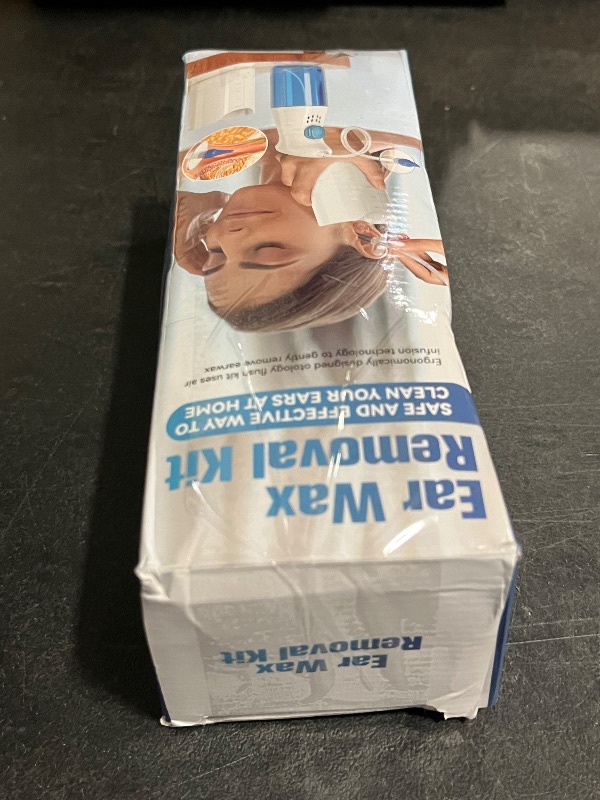 Ear Wax
Removal Kit
SAFE AND EFFECTIVE WAY TO
CLEAN YOUR EARS AT HOME
Ergonomically designed otology flush kit uses air
infusion technology to gently remove earwax
Ear Wax
Removal Kit